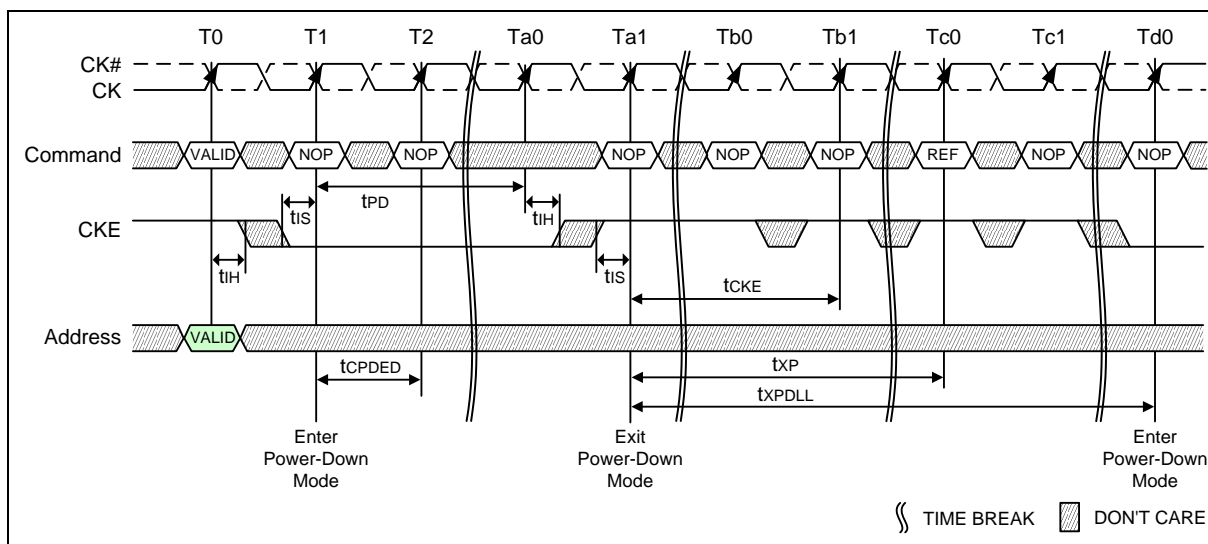 T0 T1 T2 Ta0 Ta1 Tb0 Tb1 Tc0 Tc1 Td0
CK#
CK
Command VALID NOP NOP NOP NOP NOP REF NOP NOP
tIS tPD tIH
CKE
tIH tIS
tCKE
Address VALID
tCPDED tXP
tXPDLL
Enter
Power-Down
Mode
Exit
Power-Down
Mode
Enter
Power-Down
Mode
TIME BREAK DON'T CARE